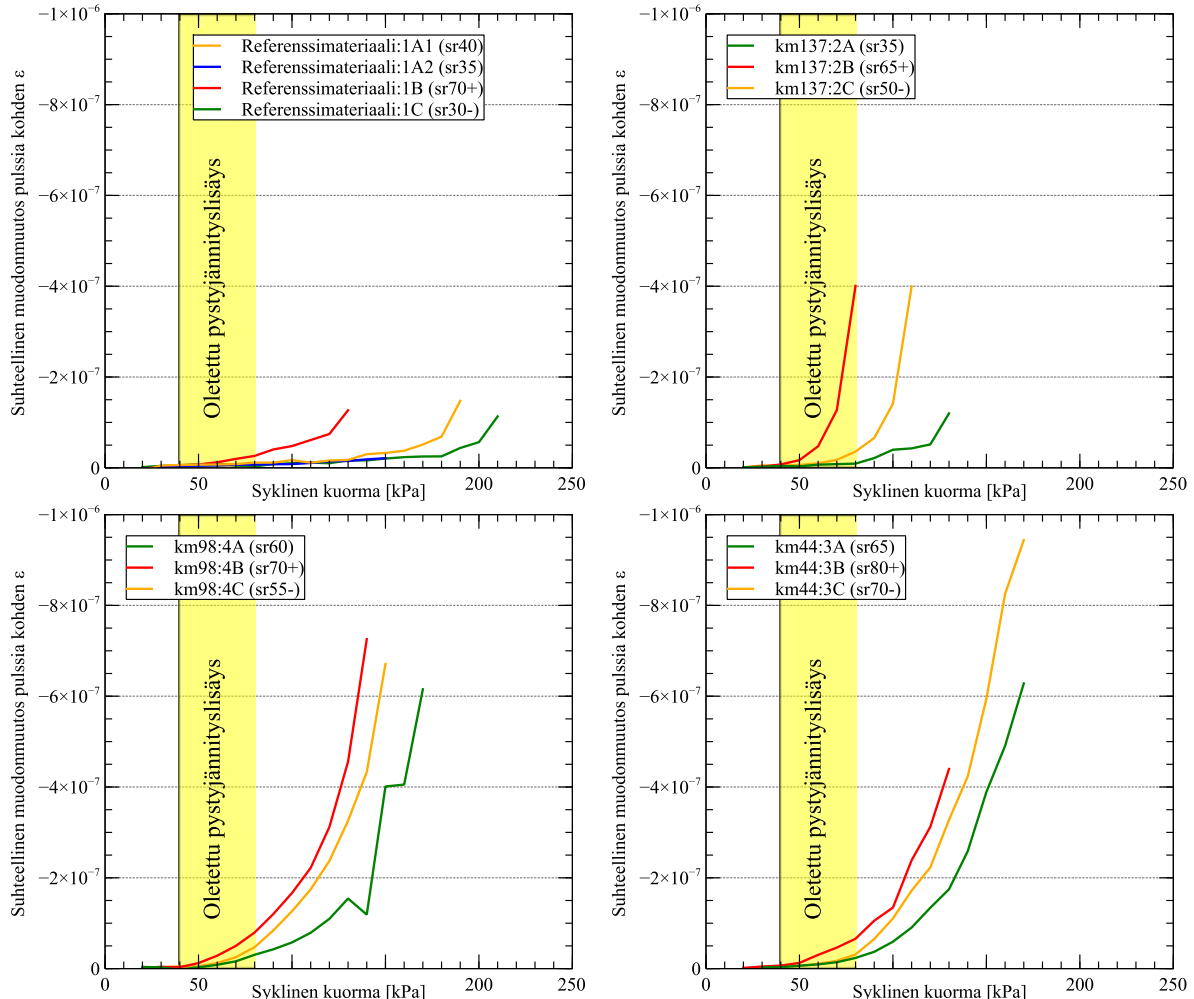 −1×10⁻⁶
−8×10⁻⁷
−6×10⁻⁷
−4×10⁻⁷
−2×10⁻⁷
0
Suhteellinen muodonmuutos pulssia kohden ε
Referenssimateriaali:1A1 (sr40)
Referenssimateriaali:1A2 (sr35)
Referenssimateriaali:1B (sr70+)
Referenssimateriaali:1C (sr30-)
Oletettu pystyjännityslisäys
0 50 200 250
Syklinen kuorma [kPa]
−1×10⁻⁶
−8×10⁻⁷
−6×10⁻⁷
−4×10⁻⁷
−2×10⁻⁷
0
Suhteellinen muodonmuutos pulssia kohden ε
km137:2A (sr35)
km137:2B (sr65+)
km137:2C (sr50-)
Oletettu pystyjännityslisäys
0 50 200 250
Syklinen kuorma [kPa]
−1×10⁻⁶
−8×10⁻⁷
−6×10⁻⁷
−4×10⁻⁷
−2×10⁻⁷
0
Suhteellinen muodonmuutos pulssia kohden ε
km98:4A (sr60)
km98:4B (sr70+)
km98:4C (sr55-)
Oletettu pystyjännityslisäys
0 50 200 250
Syklinen kuorma [kPa]
−1×10⁻⁶
−8×10⁻⁷
−6×10⁻⁷
−4×10⁻⁷
−2×10⁻⁷
0
Suhteellinen muodonmuutos pulssia kohden ε
km44:3A (sr65)
km44:3B (sr80+)
km44:3C (sr70-)
Oletettu pystyjännityslisäys
0 50 200 250
Syklinen kuorma [kPa]